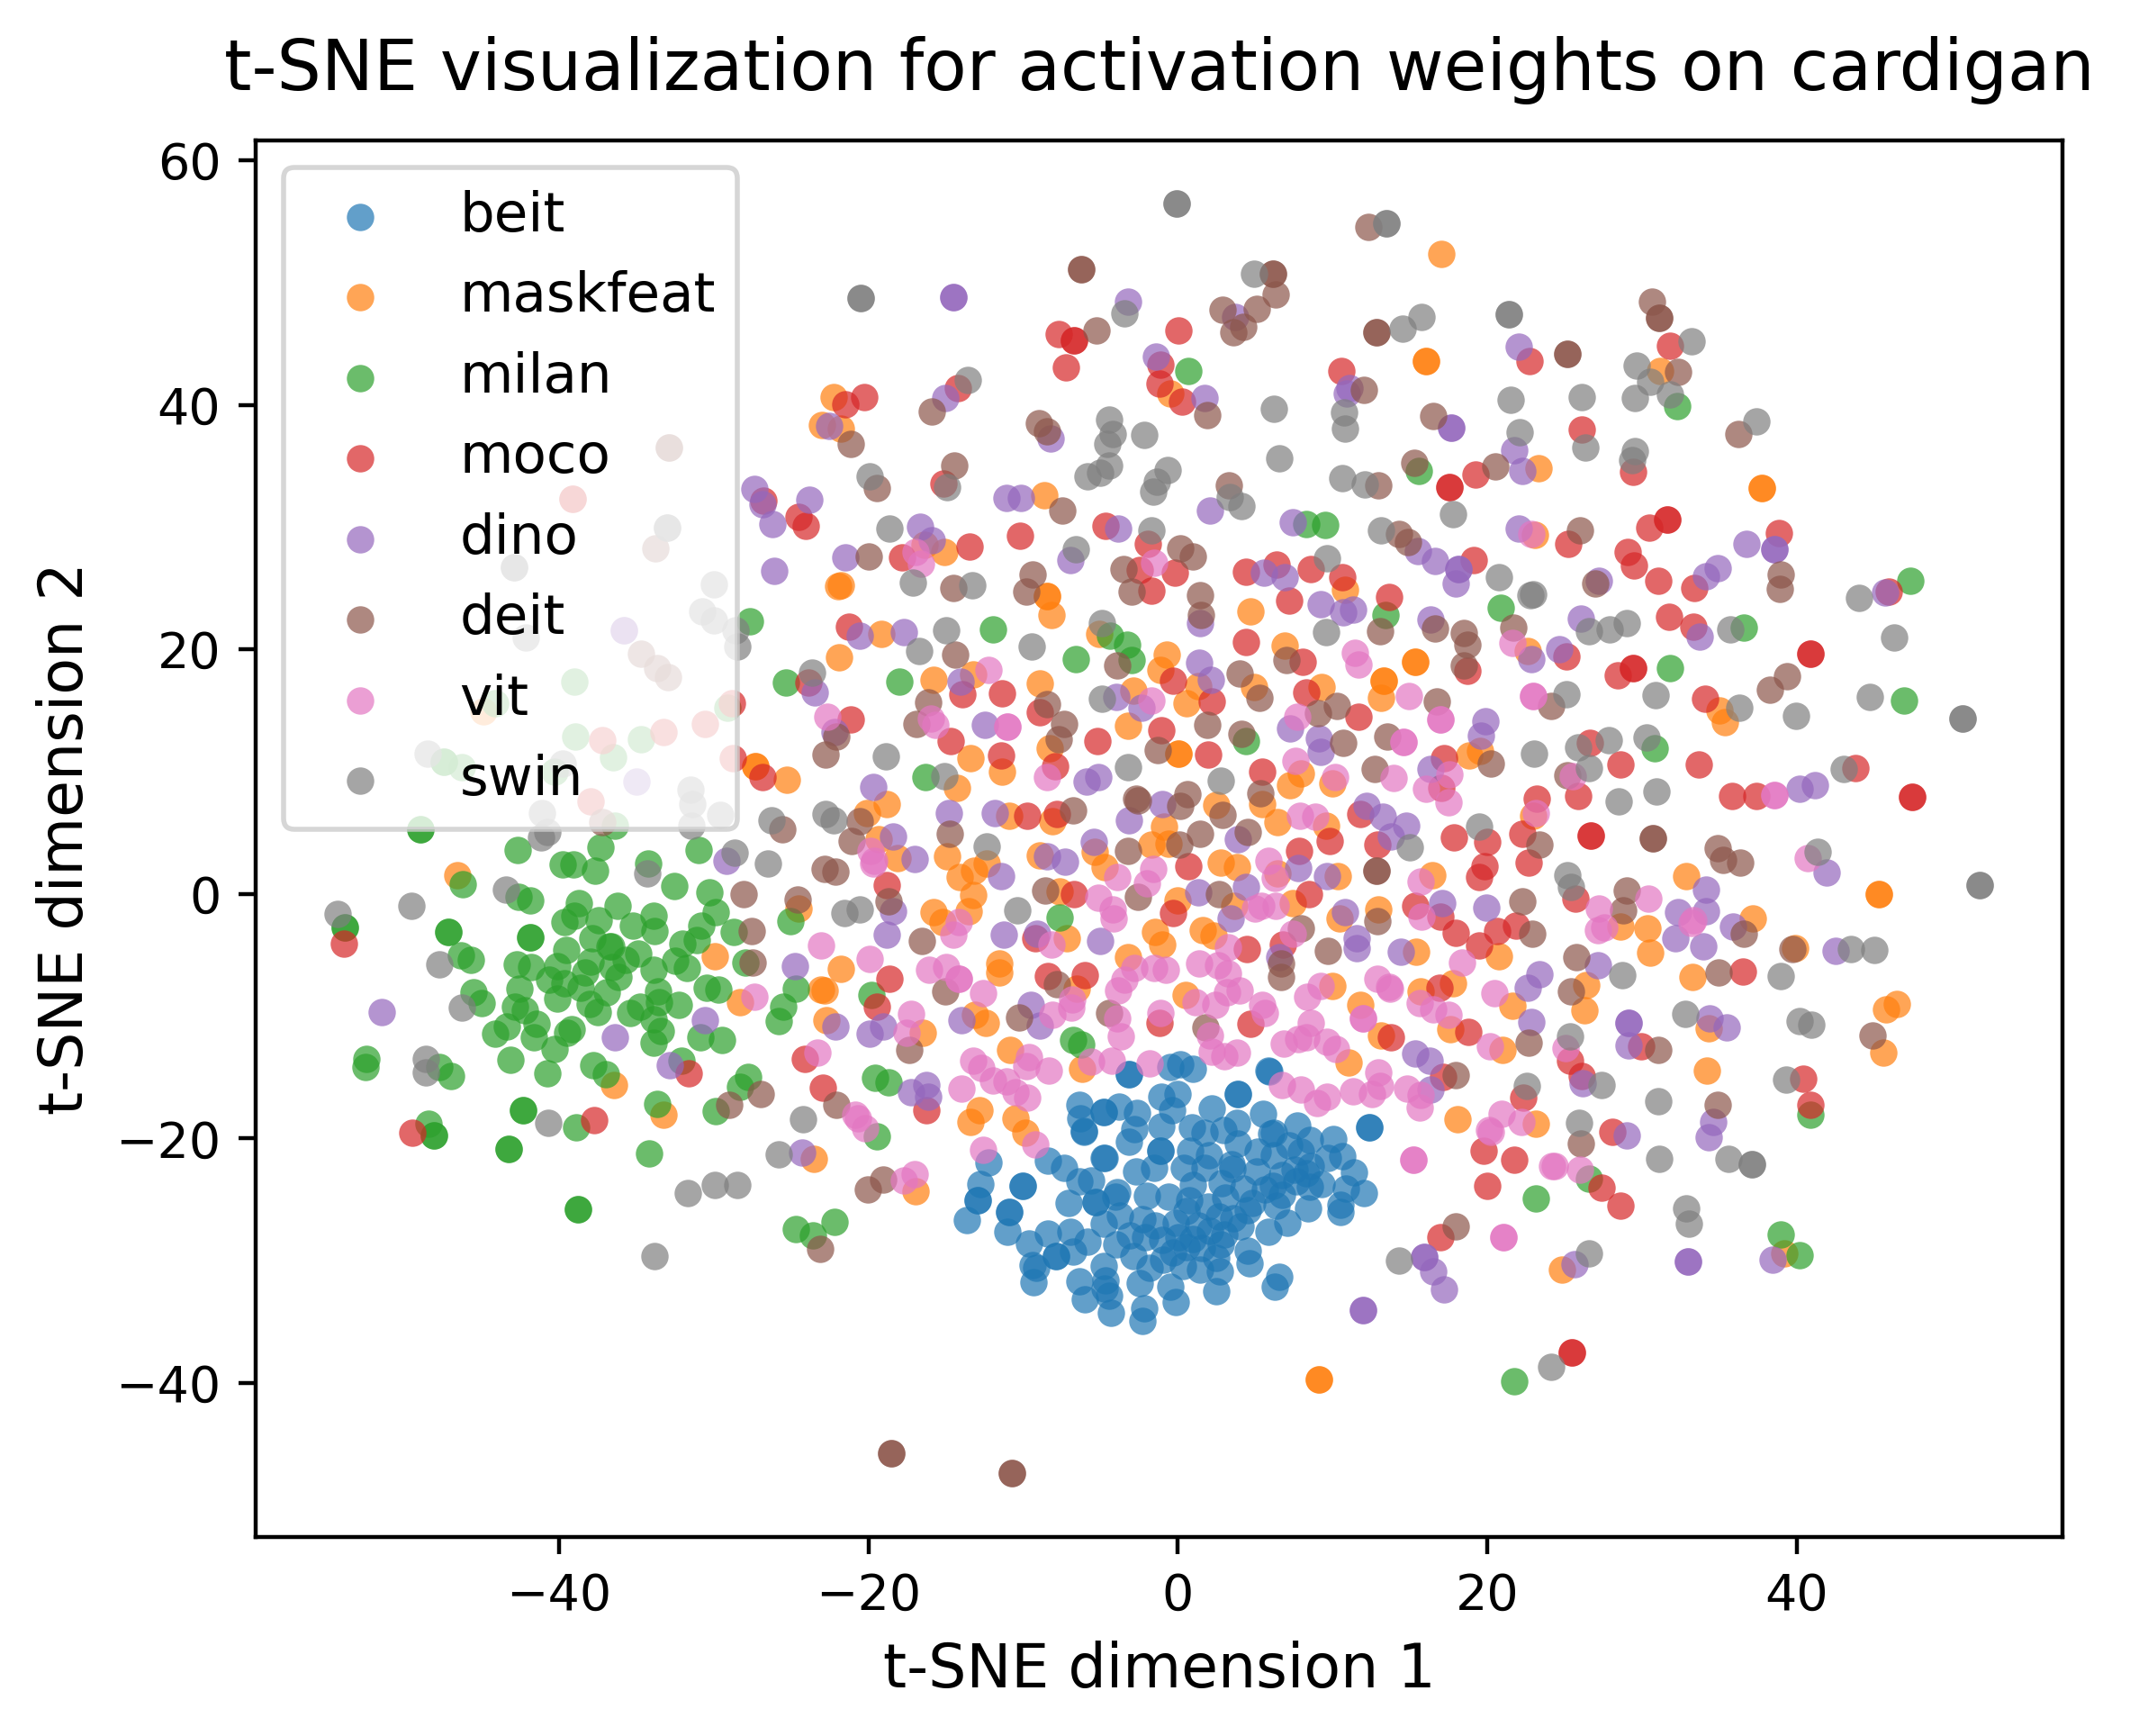 t-SNE visualization for activation weights on cardigan
60
40
20
0
−20
−40
t-SNE dimension 2
beit
maskfeat
milan
moco
dino
deit
vit
swin
−40
−20
0
20
40
t-SNE dimension 1